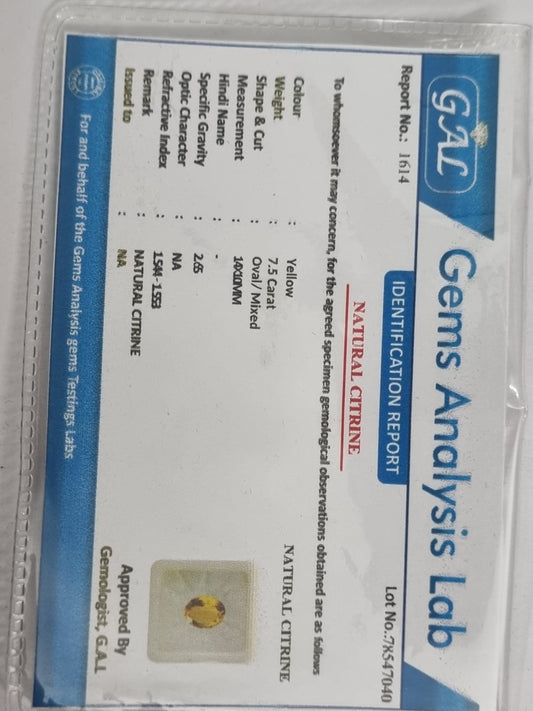 GAL
Gems Analysis Lab
Report No.: 1614
IDENTIFICATION REPORT
Lot No..78547040
NATURAL CITRINE
To whomsoever it may concern, for the agreed specimen gemological observations obtained are as follows
Colour : Yellow
NATURAL CITRINE
Weight : 7.5 Carat
Shape & Cut : Oval/ Mixed
Measurement : 14X10MM
Hindi Name : -
Specific Gravity : 2.65
Optic Character : NA
Refractive Index : 1.544 - 1.553
Remark : NATURAL CITRINE
Issued to : NA
Approved By
Gemologist, G.A.L
For and behalf of the Gems Analysis gems Testings Labs